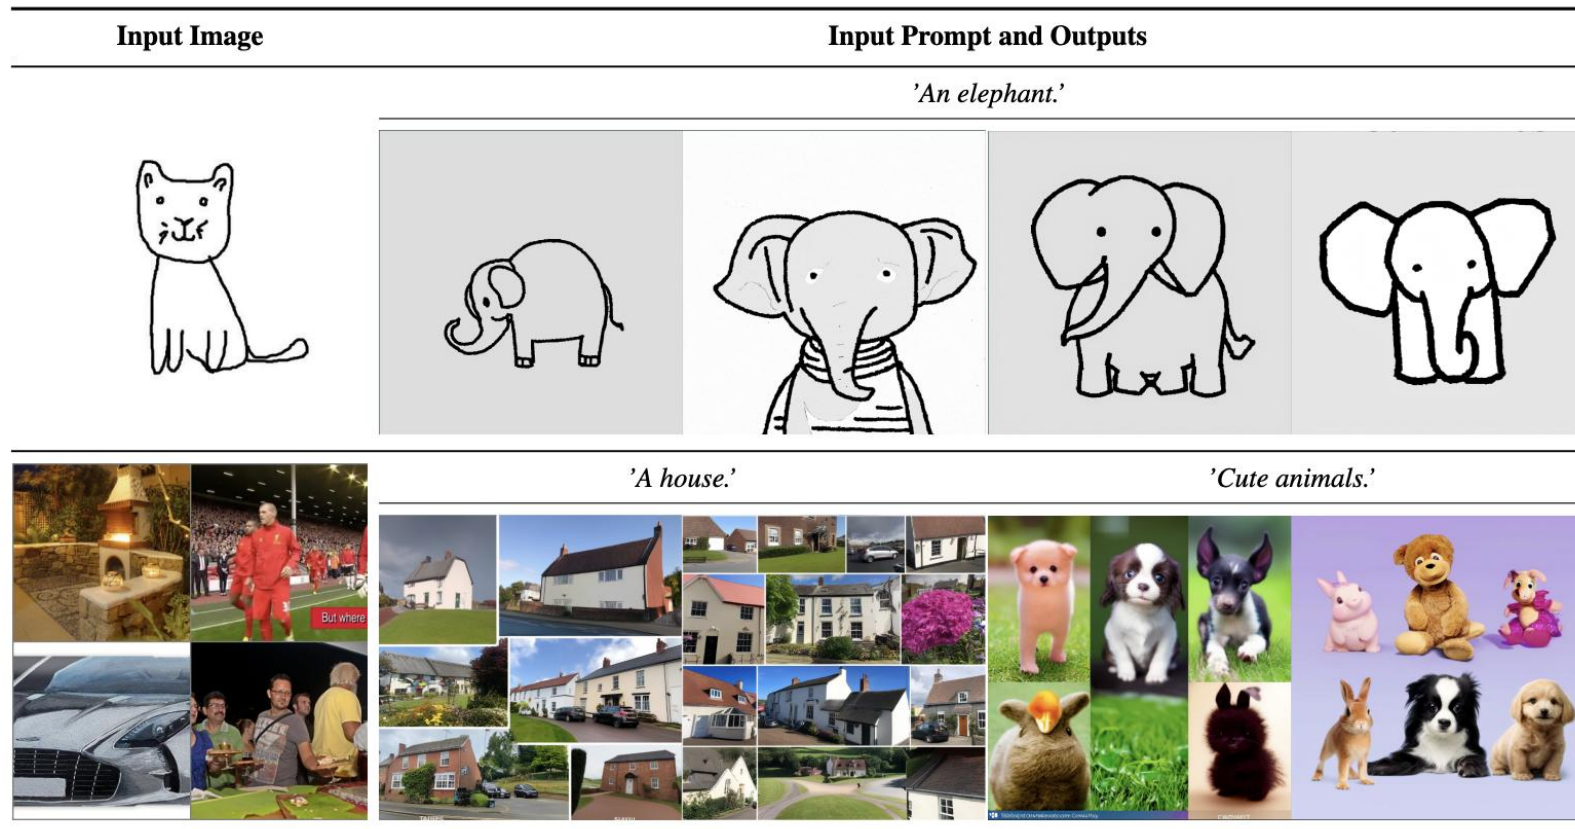 Input Image
Input Prompt and Outputs
’An elephant.’
’A house.’
’Cute animals.’
But where